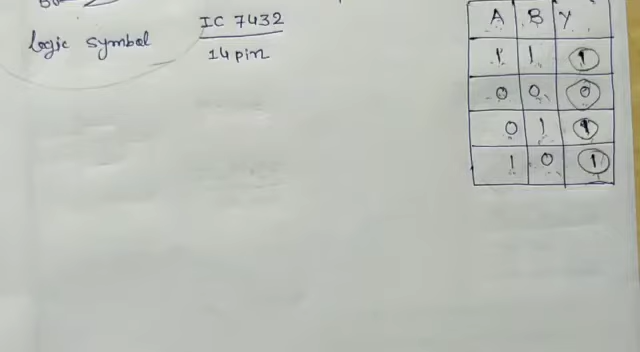 logic symbol
IC 7432
14 pin
A B Y
1 1 1
0 0 0
0 1 1
1 0 1